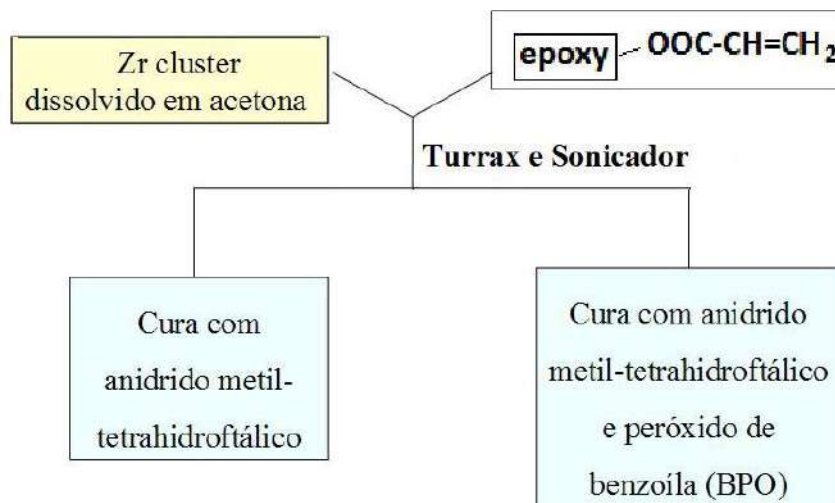 Zr cluster
dissolvido em acetona
epoxy OOC-CH=CH2
Turrax e Sonicador
Cura com
anidrido metil-
tetrahidroftálico
Cura com anidrido
metil-tetrahidroftálico
e peróxido de
benzoíla (BPO)